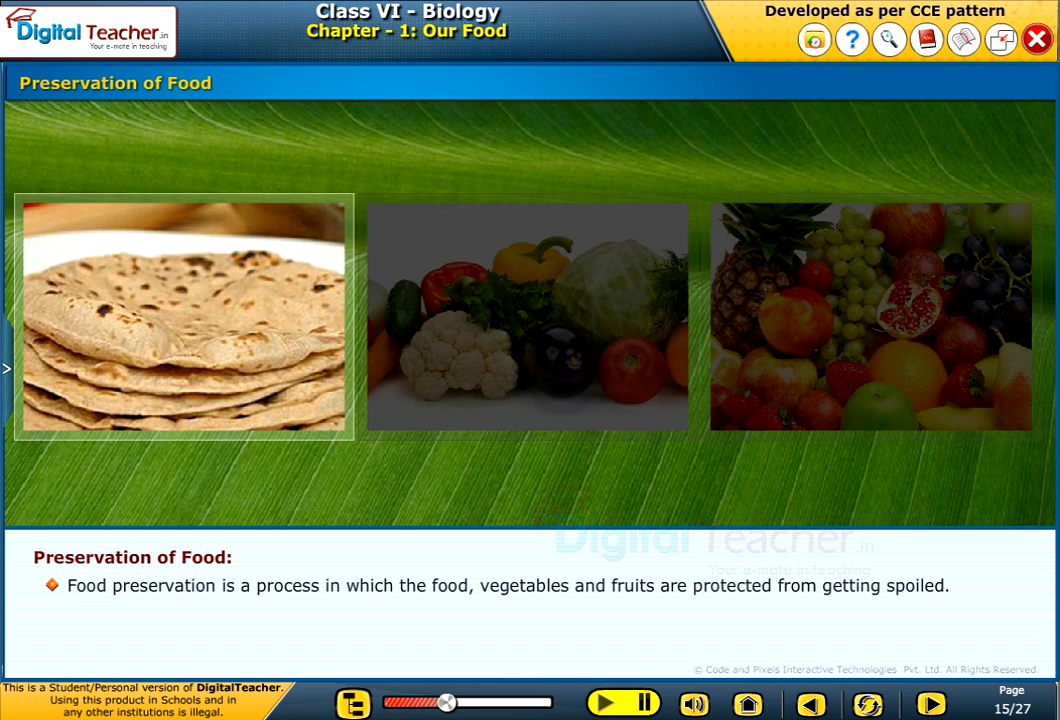 Digital Teacher.in
Your e-mate in teaching
Class VI - Biology
Chapter - 1: Our Food
Developed as per CCE pattern
?
Preservation of Food
>
Digital Teacher.in
Your e-mate in teaching
Preservation of Food:
Food preservation is a process in which the food, vegetables and fruits are protected from getting spoiled.
© Code and Pixels Interactive Technologies Pvt. Ltd. All Rights Reserved.
This is a Student/Personal version of DigitalTeacher.
Using this product in Schools and in
any other institutions is illegal.
Page
15/27